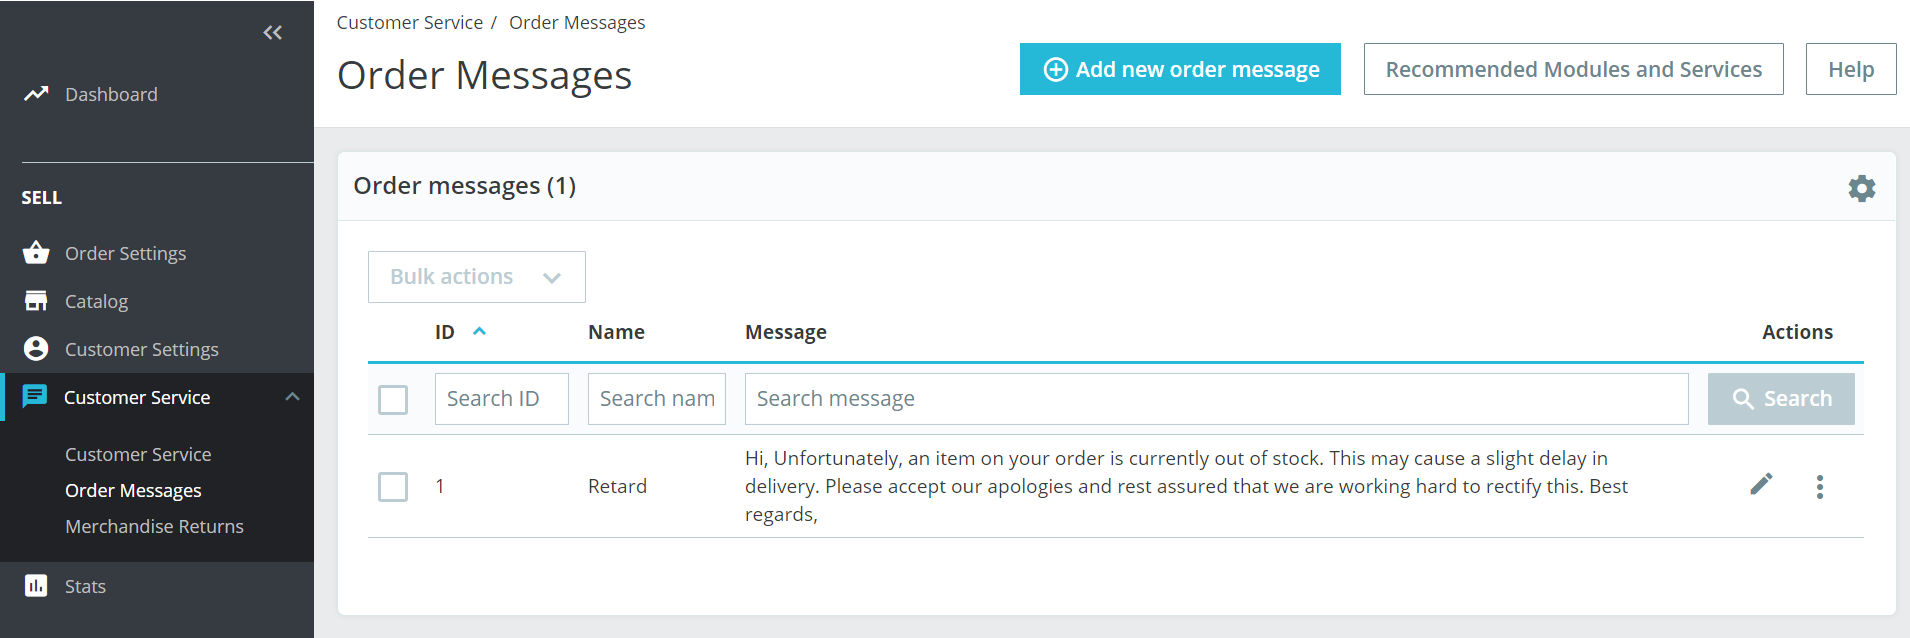 Customer Service / Order Messages
Order Messages
Add new order message
Recommended Modules and Services
Help
Dashboard
SELL
Order Settings
Catalog
Customer Settings
Customer Service
Customer Service
Order Messages
Merchandise Returns
Stats
Order messages (1)
Bulk actions
ID Name Message Actions
Search ID Search nam Search message Search
1 Retard Hi, Unfortunately, an item on your order is currently out of stock. This may cause a slight delay in
delivery. Please accept our apologies and rest assured that we are working hard to rectify this. Best
regards,